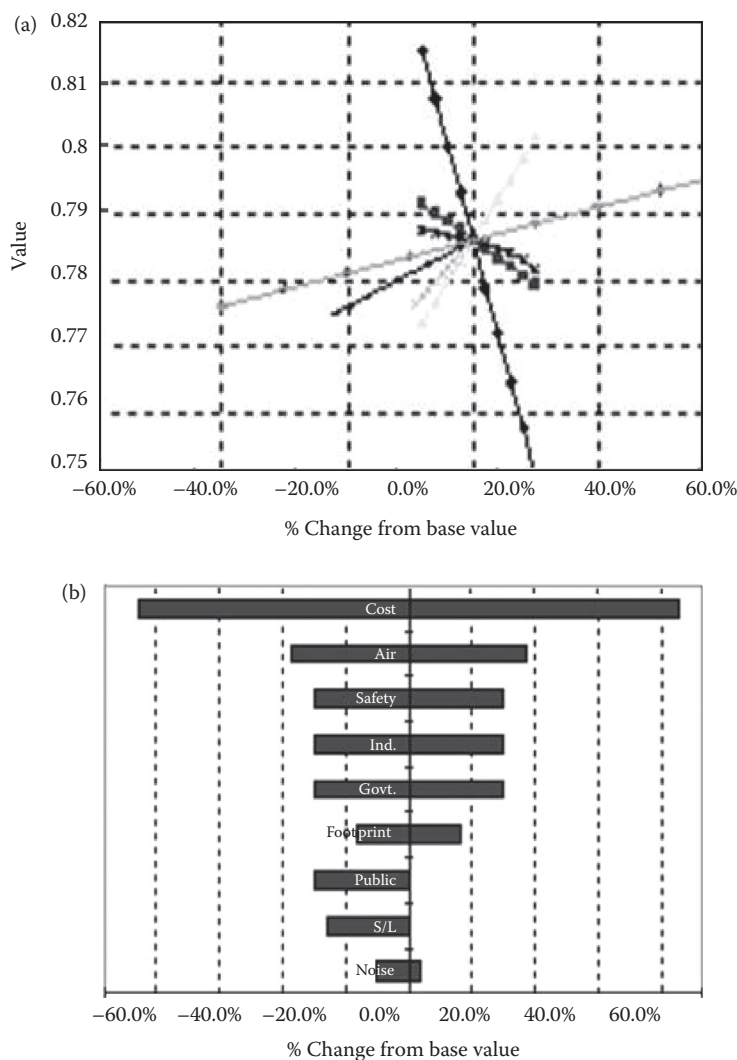 (a)
0.82
0.81
0.8
0.79
0.78
0.77
0.76
0.75
Value
−60.0% −40.0% −20.0% 0.0% 20.0% 40.0% 60.0%
% Change from base value
(b)
Cost
Air
Safety
Ind.
Govt.
Footprint
Public
S/L
Noise
−60.0% −40.0% −20.0% 0.0% 20.0% 40.0% 60.0%
% Change from base value